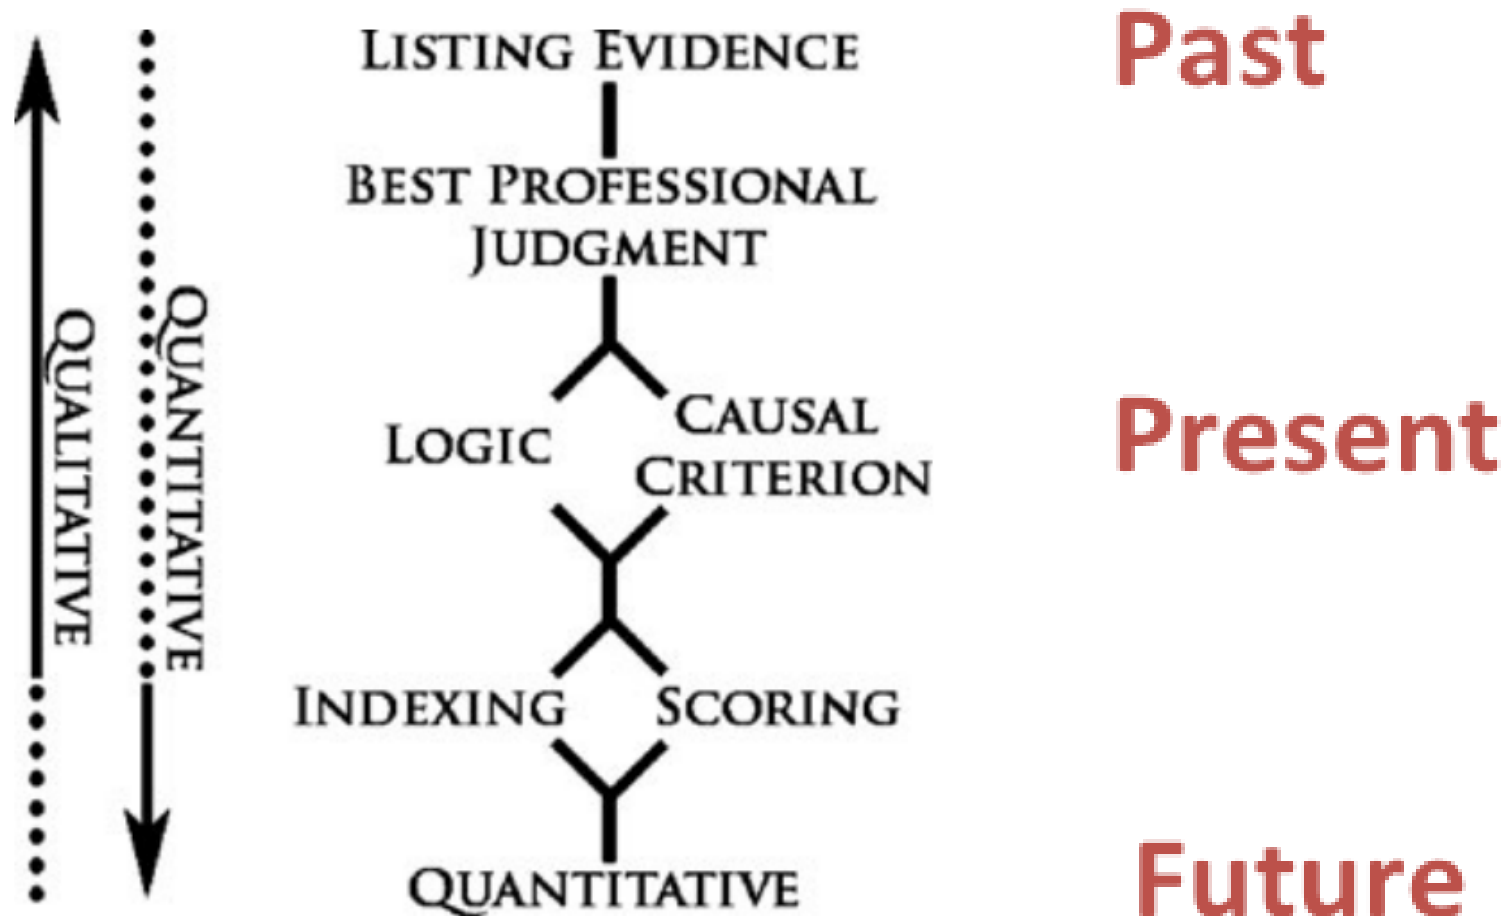 LISTING EVIDENCE
Past
BEST PROFESSIONAL
JUDGMENT
QUALITATIVE
QUANTITATIVE
LOGIC
CAUSAL
CRITERION
Present
INDEXING
SCORING
QUANTITATIVE
Future